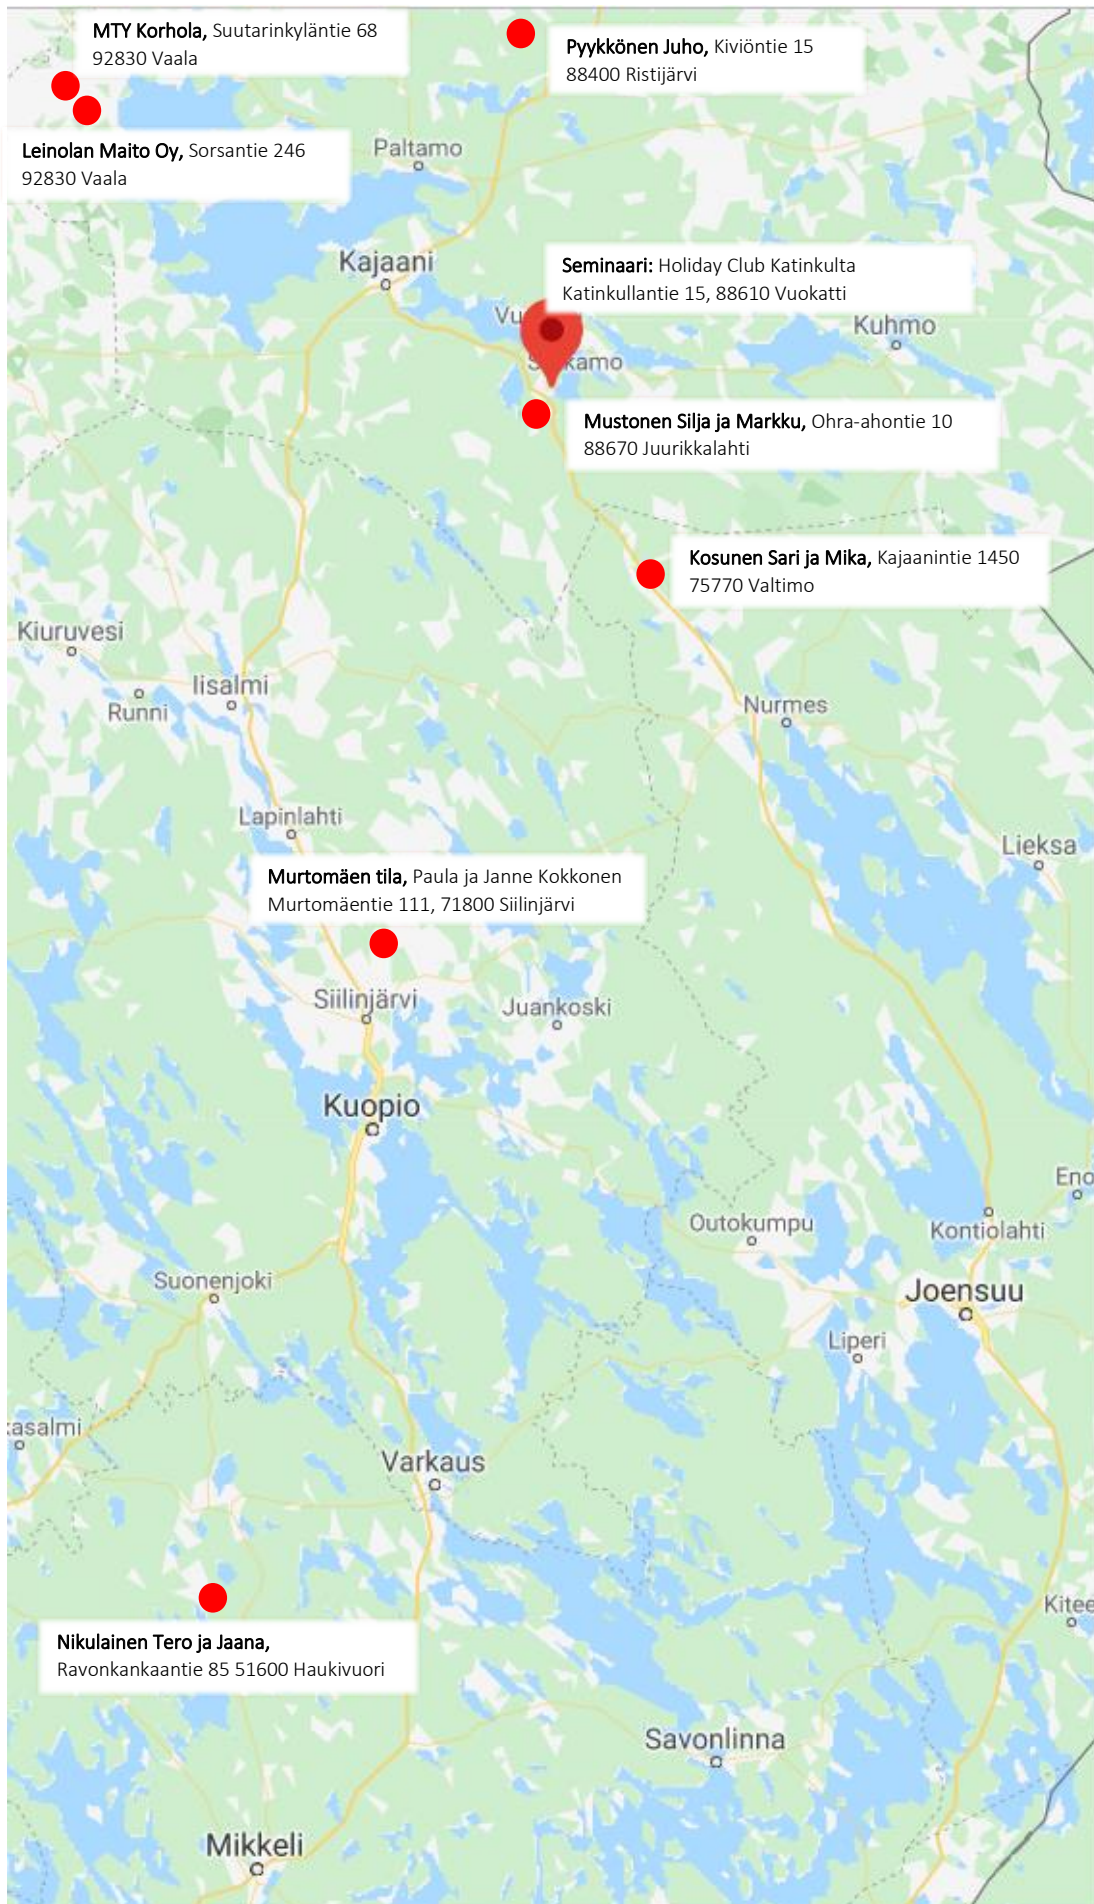 MTY Korhola, Suutarinkyläntie 68
92830 Vaala
Pyykkönen Juho, Kiviöntie 15
88400 Ristijärvi
Leinolan Maito Oy, Sorsantie 246
92830 Vaala
Paltamo
Kajaani
Seminaari: Holiday Club Katinkulta
Katinkullantie 15, 88610 Vuokatti
Kuhmo
Mustonen Silja ja Markku, Ohra-ahontie 10
88670 Juurikkalahti
Kosunen Sari ja Mika, Kajaanintie 1450
75770 Valtimo
Kiuruvesi
Iisalmi
Runni
Nurmes
Lapinlahti
Lieksa
Murtomäen tila, Paula ja Janne Kokkonen
Murtomäentie 111, 71800 Siilinjärvi
Siilinjärvi
Juankoski
Kuopio
Eno
Outokumpu
Kontiolahti
Suonenjoki
Joensuu
Liperi
Varkaus
Kitee
Nikulainen Tero ja Jaana,
Ravonkankaantie 85 51600 Haukivuori
Savonlinna
Mikkeli